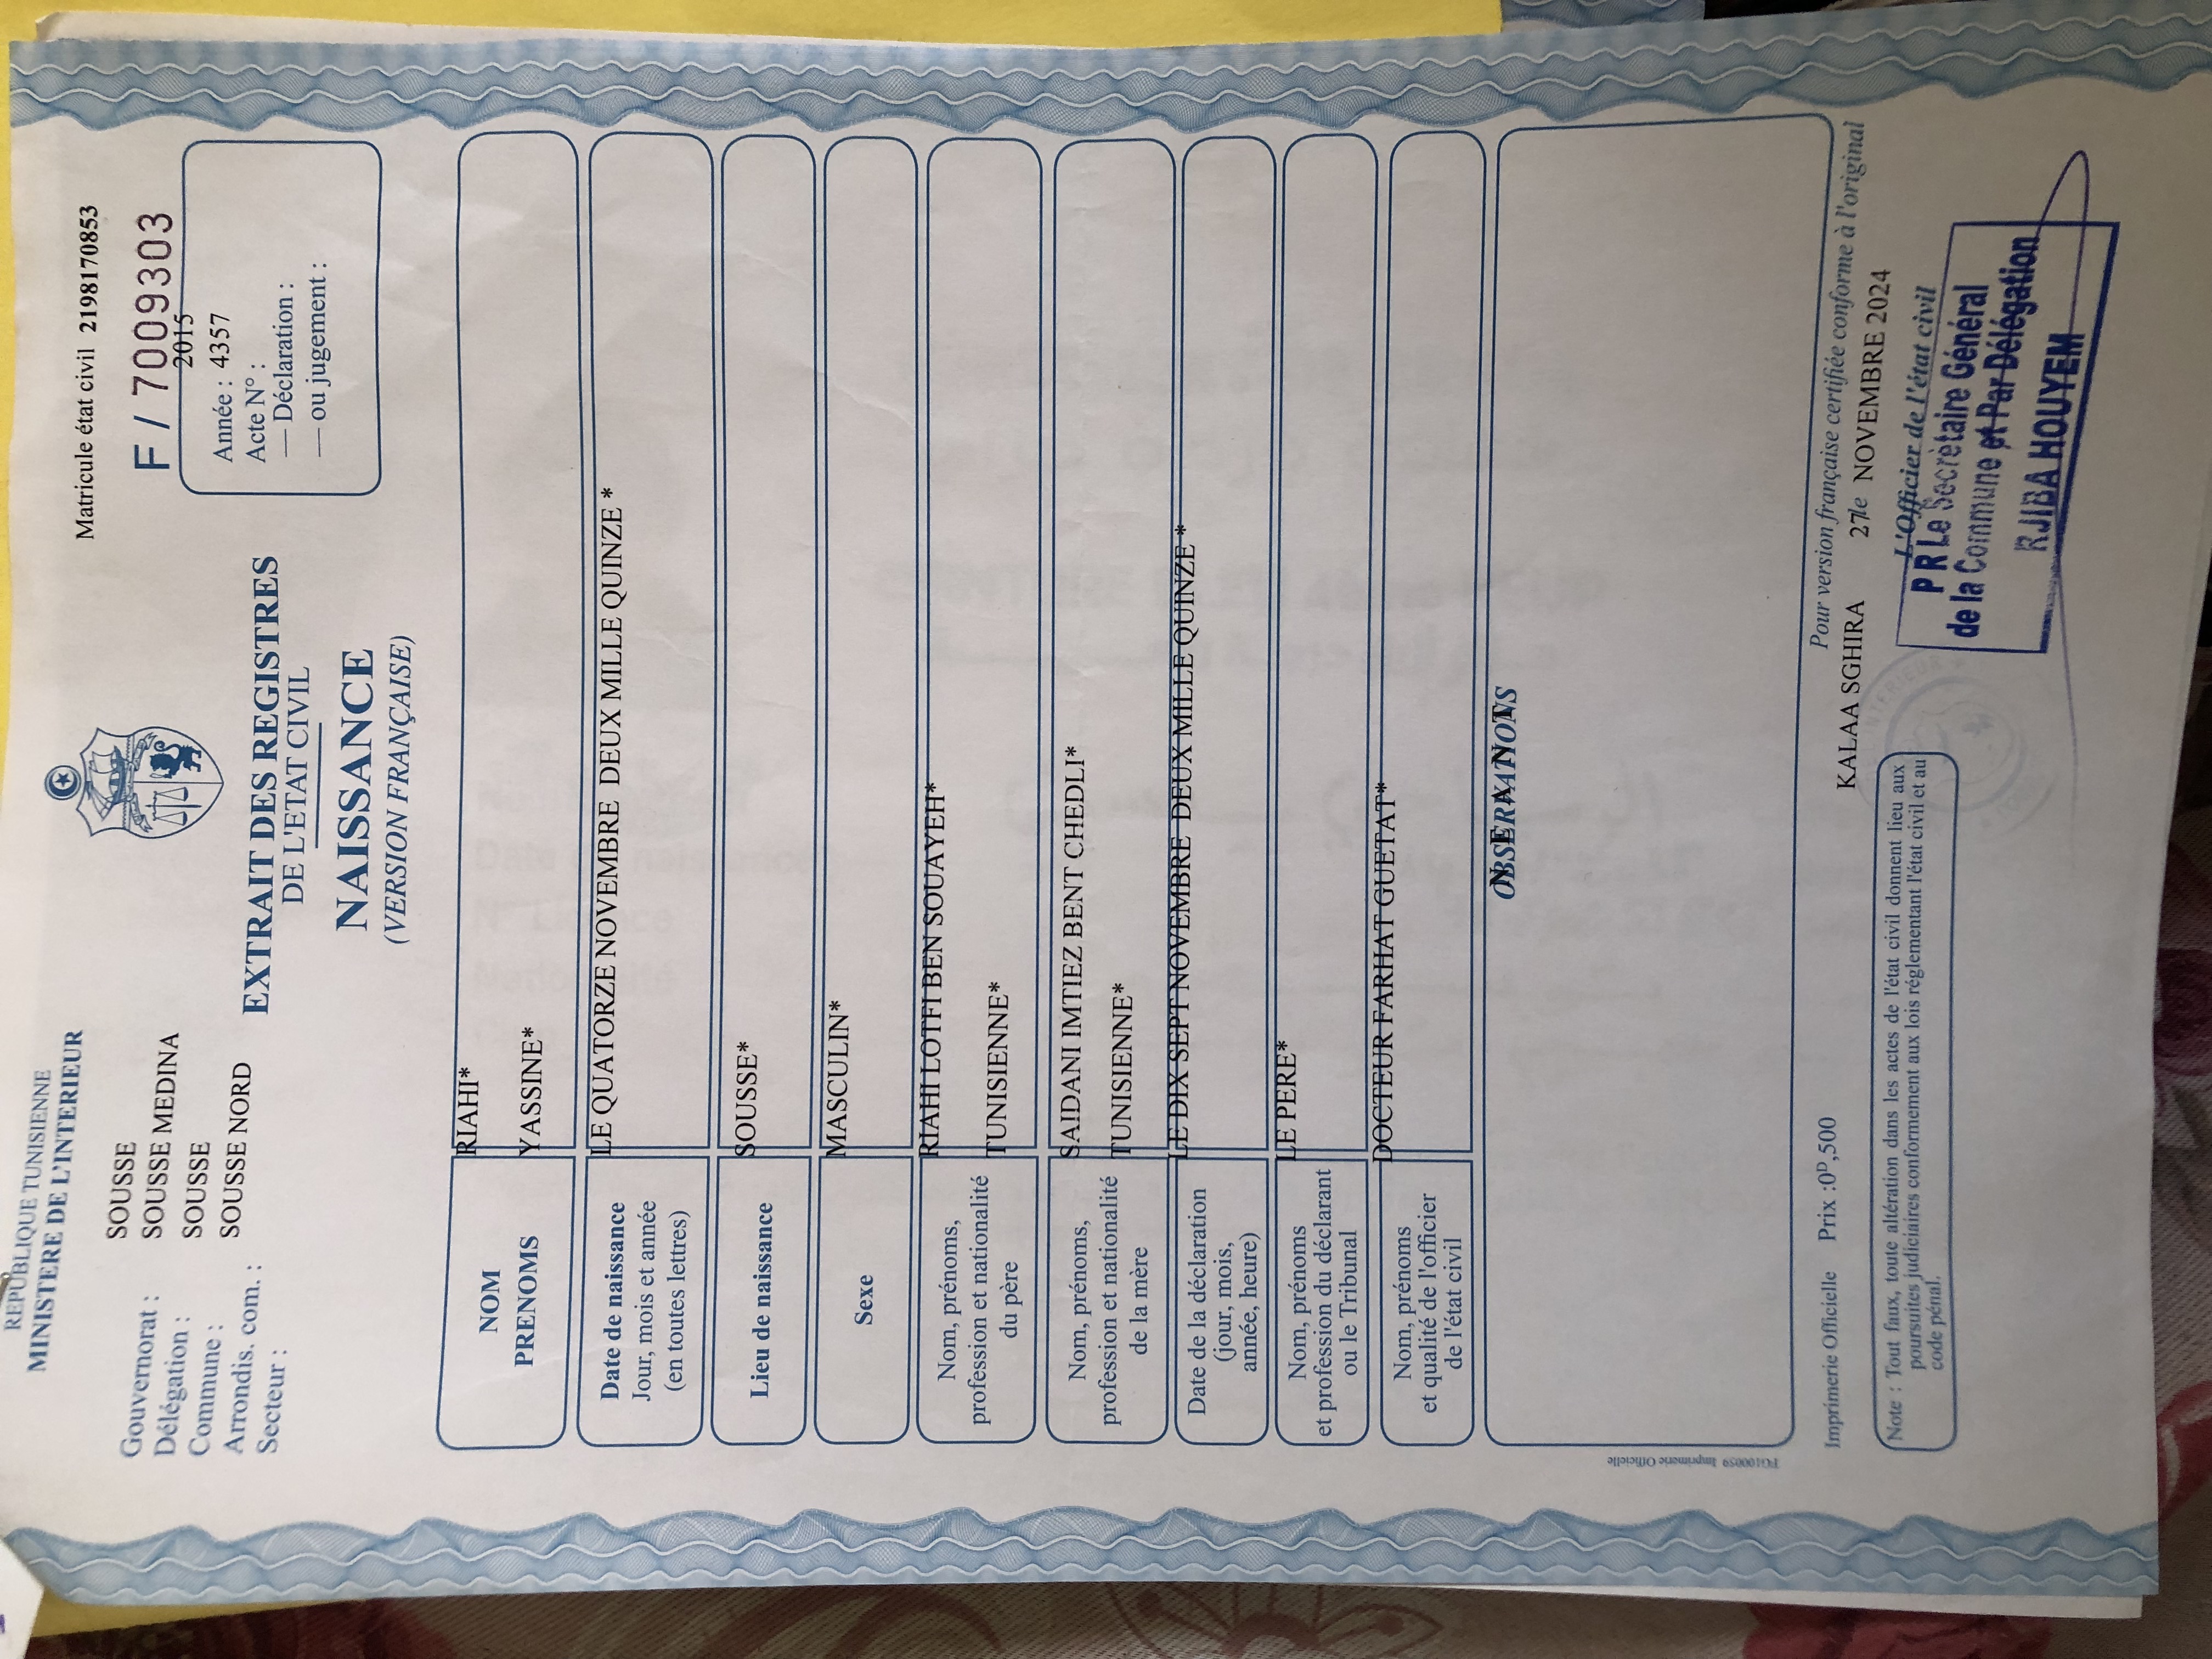 REPUBLIQUE TUNISIENNE
MINISTERE DE L'INTERIEUR
Gouvernorat : SOUSSE
Délégation : SOUSSE MEDINA
Commune : SOUSSE
Arrondis. com. : SOUSSE NORD
Secteur :
Matricule état civil 2198170853
F / 7009303
2015
Année : 4357
Acte N° :
— Déclaration :
— ou jugement :
EXTRAIT DES REGISTRES
DE L'ETAT CIVIL
NAISSANCE
(VERSION FRANÇAISE)
NOM RIAHI*
PRENOMS YASSINE*
Date de naissance
Jour, mois et année
(en toutes lettres)
LE QUATORZE NOVEMBRE DEUX MILLE QUINZE *
Lieu de naissance SOUSSE*
Sexe MASCULIN*
Nom, prénoms,
profession et nationalité
du père
RIAHI LOTFI BEN SOUAYEH*
TUNISIENNE*
Nom, prénoms,
profession et nationalité
de la mère
SAIDANI IMTIEZ BENT CHEDLI*
TUNISIENNE*
Date de la déclaration
(jour, mois,
année, heure)
LE DIX SEPT NOVEMBRE DEUX MILLE QUINZE *
Nom, prénoms
et profession du déclarant
ou le Tribunal
LE PERE*
Nom, prénoms
et qualité de l'officier
de l'état civil
DOCTEUR FARHAT GUETAT*
OBSERVATIONS
FG100059 Imprimerie Officielle
Imprimerie Officielle Prix :0ᴰ,500
Pour version française certifiée conforme à l'original
KALAA SGHIRA 27le NOVEMBRE 2024
L'Officier de l'état civil
P R Le Secrétaire Général
de la Commune et Par Délégation
RJIBA HOUYEM
Note : Tout faux, toute altération dans les actes de l'état civil donnent lieu aux
poursuites judiciaires conformement aux lois réglementant l'état civil et au
code pénal.